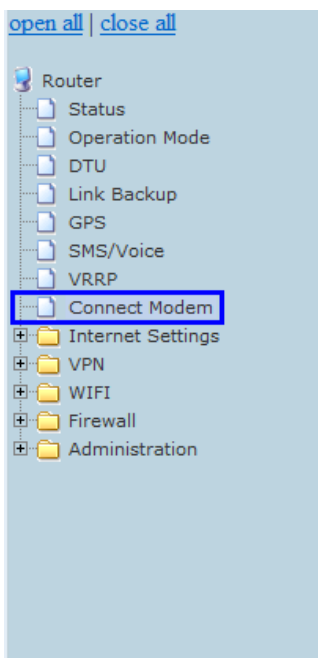 open all | close all
Router
Status
Operation Mode
DTU
Link Backup
GPS
SMS/Voice
VRRP
Connect Modem
Internet Settings
VPN
WIFI
Firewall
Administration